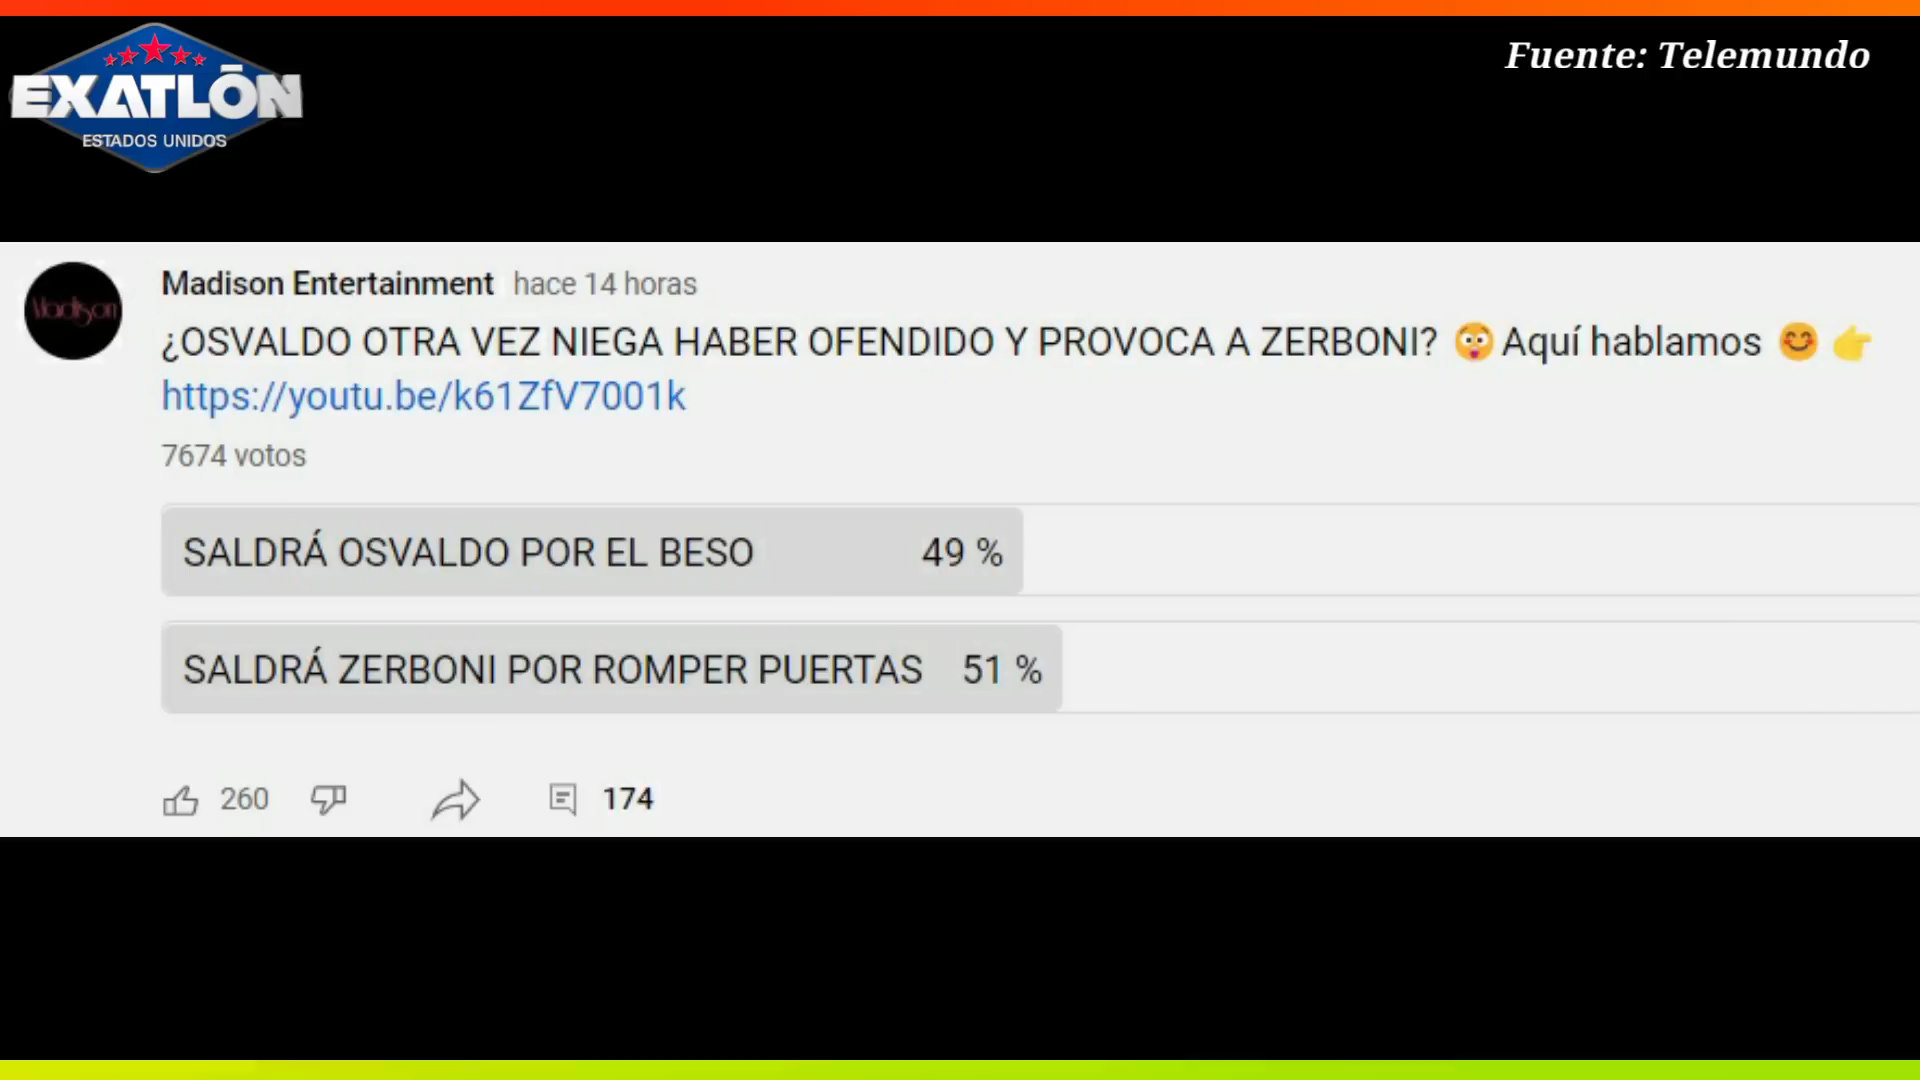 EXATLŌN
ESTADOS UNIDOS
Fuente: Telemundo
Madison
Madison Entertainment hace 14 horas
¿OSVALDO OTRA VEZ NIEGA HABER OFENDIDO Y PROVOCA A ZERBONI? 😲 Aquí hablamos 😊 👉
https://youtu.be/k61ZfV7001k
7674 votos
SALDRÁ OSVALDO POR EL BESO 49 %
SALDRÁ ZERBONI POR ROMPER PUERTAS 51 %
260 174